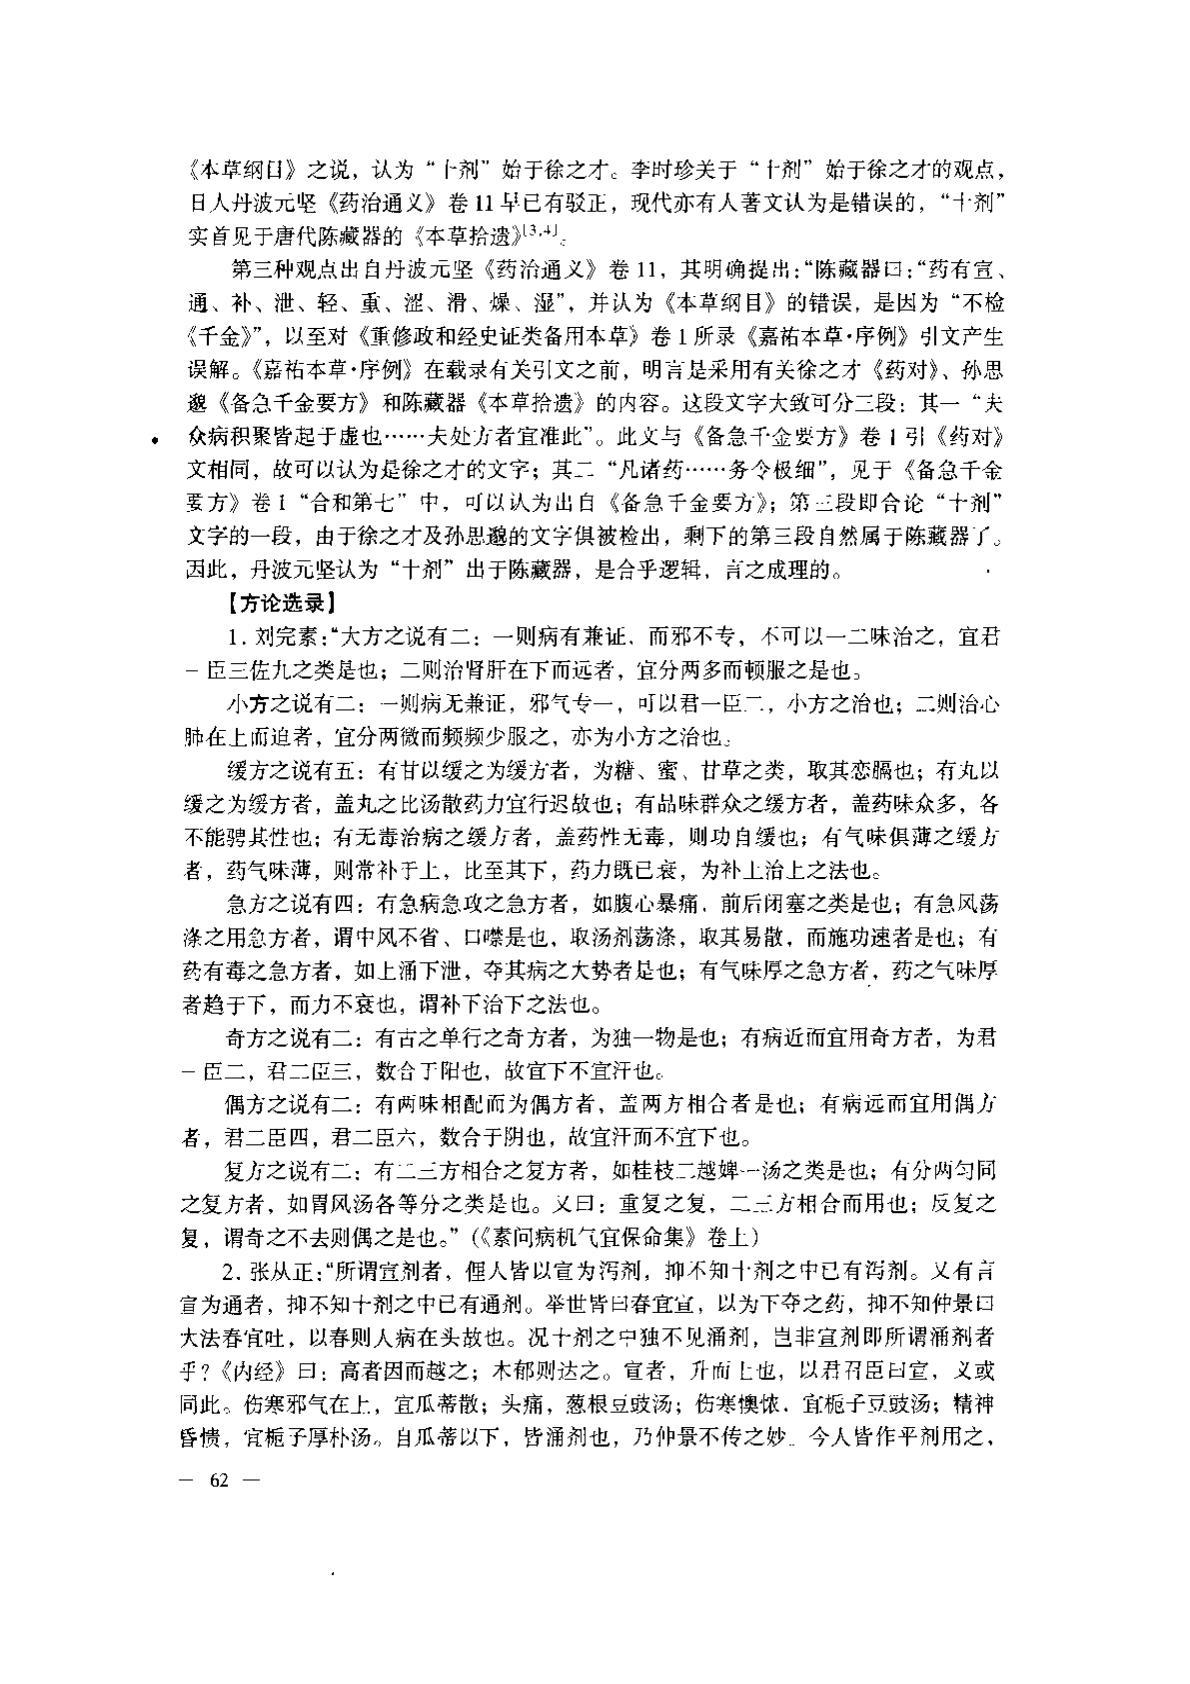 《本草纲目》之说，认为“十剂”始于徐之才。李时珍关于“十剂”始于徐之才的观点，
日人丹波元坚《药治通义》卷11早已有驳正，现代亦有人著文认为是错误的，“十剂”
实首见于唐代陈藏器的《本草拾遗》[3,4]。
第三种观点出自丹波元坚《药治通义》卷11，其明确提出：“陈藏器曰：“药有宣、
通、补、泄、轻、重、涩、滑、燥、湿”，并认为《本草纲目》的错误，是因为“不检
《千金》”，以至对《重修政和经史证类备用本草》卷1所录《嘉祐本草·序例》引文产生
误解。《嘉祐本草·序例》在载录有关引文之前，明言是采用有关徐之才《药对》、孙思
邈《备急千金要方》和陈藏器《本草拾遗》的内容。这段文字大致可分三段：其一“夫
众病积聚皆起于虚也……夫处方者宜准此”。此文与《备急千金要方》卷1引《药对》
文相同，故可以认为是徐之才的文字；其二“凡诸药……务令极细”，见于《备急千金
要方》卷1“合和第七”中，可以认为出自《备急千金要方》；第三段即合论“十剂”
文字的一段，由于徐之才及孙思邈的文字俱被检出，剩下的第三段自然属于陈藏器了。
因此，丹波元坚认为“十剂”出于陈藏器，是合乎逻辑，言之成理的。
【方论选录】
1. 刘完素：“大方之说有二：一则病有兼证，而邪不专，不可以一二味治之，宜君
一臣三佐九之类是也；二则治肾肝在下而远者，宜分两多而顿服之是也。
小方之说有二：一则病无兼证，邪气专一，可以君一臣二，小方之治也；二则治心
肺在上而迫者，宜分两微而频频少服之，亦为小方之治也。
缓方之说有五：有甘以缓之为缓方者，为糖、蜜、甘草之类，取其恋膈也；有丸以
缓之为缓方者，盖丸之比汤散药力宜行迟故也；有品味群众之缓方者，盖药味众多，各
不能骋其性也；有无毒治病之缓方者，盖药性无毒，则功自缓也；有气味俱薄之缓方
者，药气味薄，则常补于上，比至其下，药力既已衰，为补上治上之法也。
急方之说有四：有急病急攻之急方者，如腹心暴痛，前后闭塞之类是也；有急风荡
涤之用急方者，谓中风不省、口噤是也，取汤剂荡涤，取其易散，而施功速者是也；有
药有毒之急方者，如上涌下泄，夺其病之大势者是也；有气味厚之急方者，药之气味厚
者趋于下，而力不衰也，谓补下治下之法也。
奇方之说有二：有古之单行之奇方者，为独一物是也；有病近而宜用奇方者，为君
一臣二，君二臣三，数合于阳也，故宜下不宜汗也。
偶方之说有二：有两味相配而为偶方者，盖两方相合者是也；有病远而宜用偶方
者，君二臣四，君二臣六，数合于阴也，故宜汗而不宜下也。
复方之说有二：有二三方相合之复方者，如桂枝二越婢一汤之类是也；有分两匀同
之复方者，如胃风汤各等分之类是也。又曰：重复之复，二三方相合而用也；反复之
复，谓奇之不去则偶之是也。”（《素问病机气宜保命集》卷上）
2. 张从正：“所谓宣剂者，俚人皆以宣为泻剂，抑不知十剂之中已有泻剂。又有言
宣为通者，抑不知十剂之中已有通剂。举世皆曰春宜宣，以为下夺之药，抑不知仲景曰
大法春宜吐，以春则人病在头故也。况十剂之中独不见涌剂，岂非宣剂即所谓涌剂者
乎？《内经》曰：高者因而越之；木郁则达之。宣者，升而上也，以君召臣曰宣，义或
同此。伤寒邪气在上，宜瓜蒂散；头痛，葱根豆豉汤；伤寒懊憹，宜栀子豆豉汤；精神
昏愦，宜栀子厚朴汤。自瓜蒂以下，皆涌剂也，乃仲景不传之妙。今人皆作平剂用之，
— 62 —